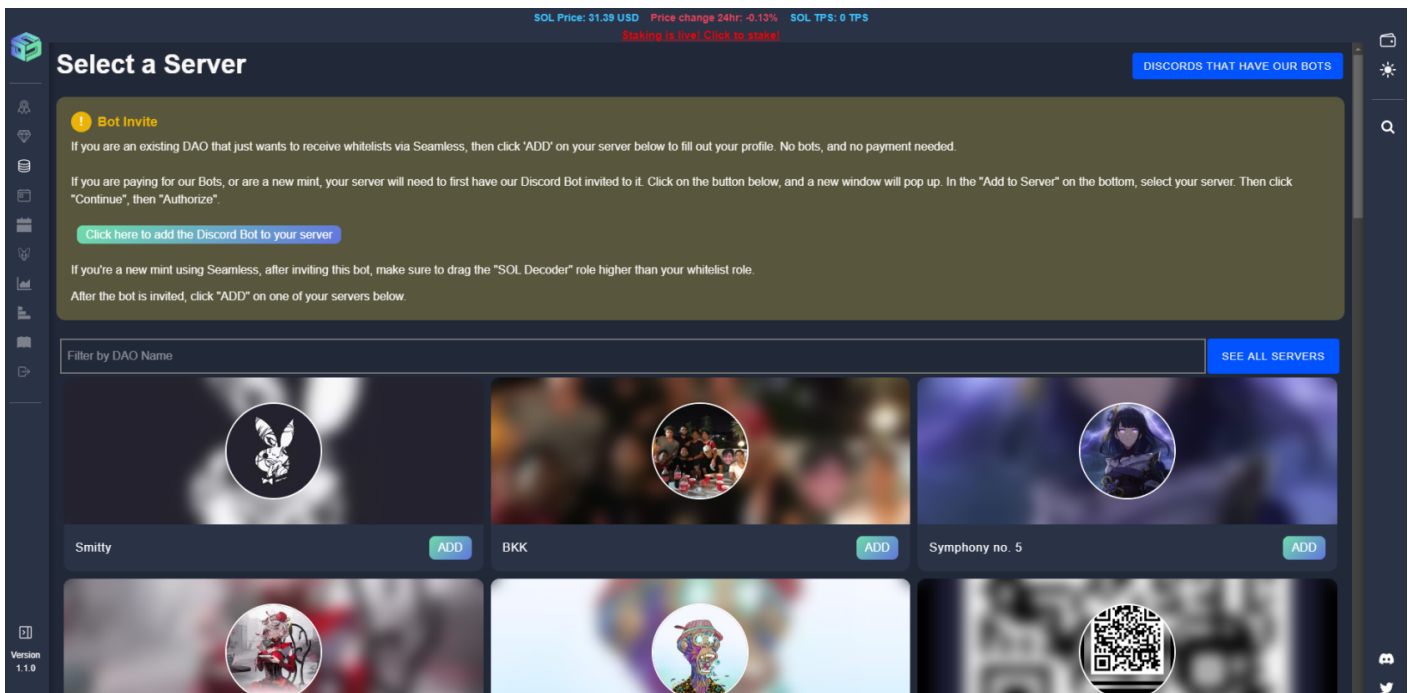 SOL Price: 31.39 USD Price change 24hr: -0.13% SOL TPS: 0 TPS
Staking is live! Click to stake!
Select a Server
DISCORDS THAT HAVE OUR BOTS
! Bot Invite
If you are an existing DAO that just wants to receive whitelists via Seamless, then click 'ADD' on your server below to fill out your profile. No bots, and no payment needed.
If you are paying for our Bots, or are a new mint, your server will need to first have our Discord Bot invited to it. Click on the button below, and a new window will pop up. In the "Add to Server" on the bottom, select your server. Then click
"Continue", then "Authorize".
Click here to add the Discord Bot to your server
If you're a new mint using Seamless, after inviting this bot, make sure to drag the "SOL Decoder" role higher than your whitelist role.
After the bot is invited, click "ADD" on one of your servers below.
Filter by DAO Name
SEE ALL SERVERS
Smitty
ADD
BKK
ADD
Symphony no. 5
ADD
Version
1.1.0